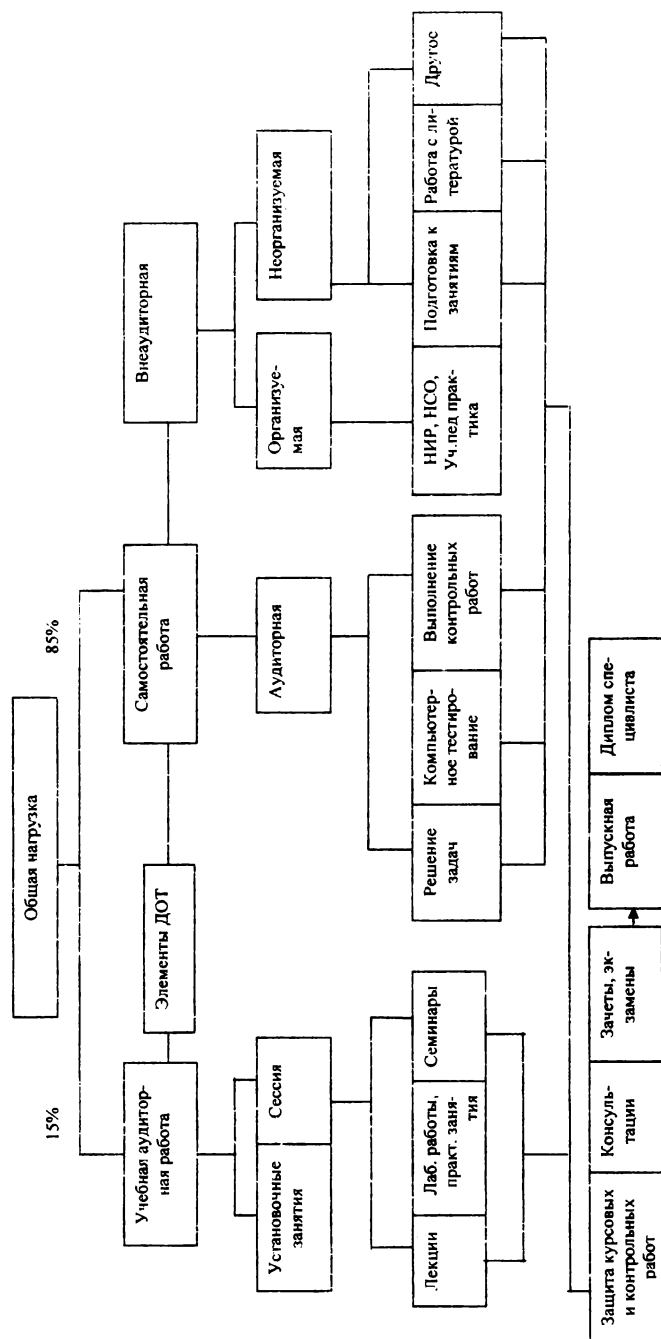 Общая нагрузка
15%
85%
Учебная аудитор-
ная работа
Элементы ДОТ
Самостоятельная
работа
Внеаудиторная
Установочные
занятия
Сессия
Аудиторная
Организуе-
мая
Неорганизуемая
Лекции
Лаб. работы,
практ. заня-
тия
Семинары
Решение
задач
Компьютер-
ное тестиро-
вание
Выполнение
контрольных
работ
НИР, НСО,
Уч.пед прак-
тика
Подготовка к
занятиям
Работа с ли-
тературой
Другос
Защита курсовых
и контрольных
работ
Консуль-
тации
Зачеты, эк-
замены
Выпускная
работа
Диплом спе-
циалиста